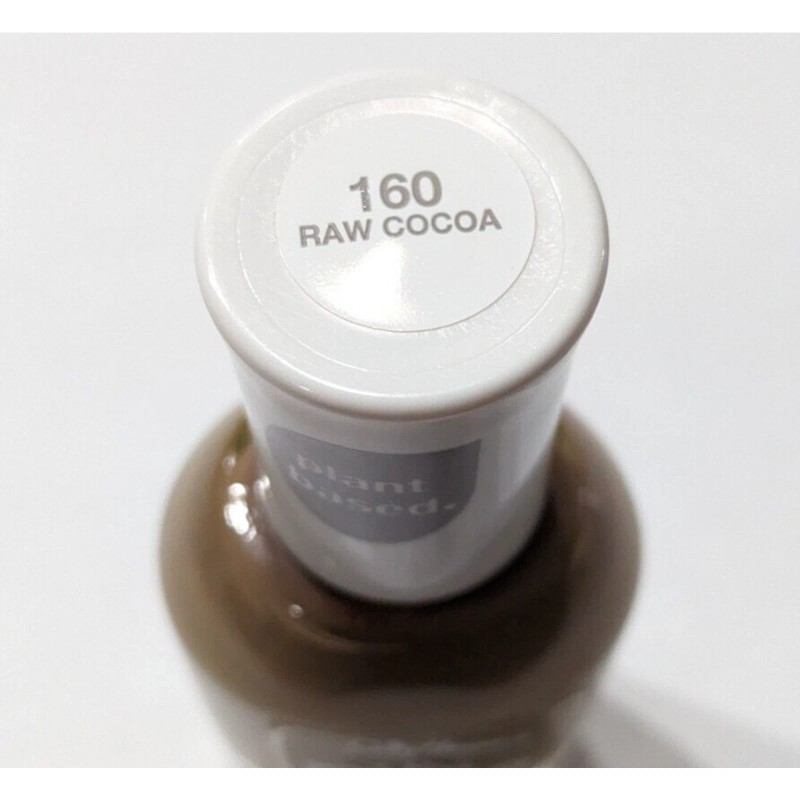 160
RAW COCOA
plant
based.